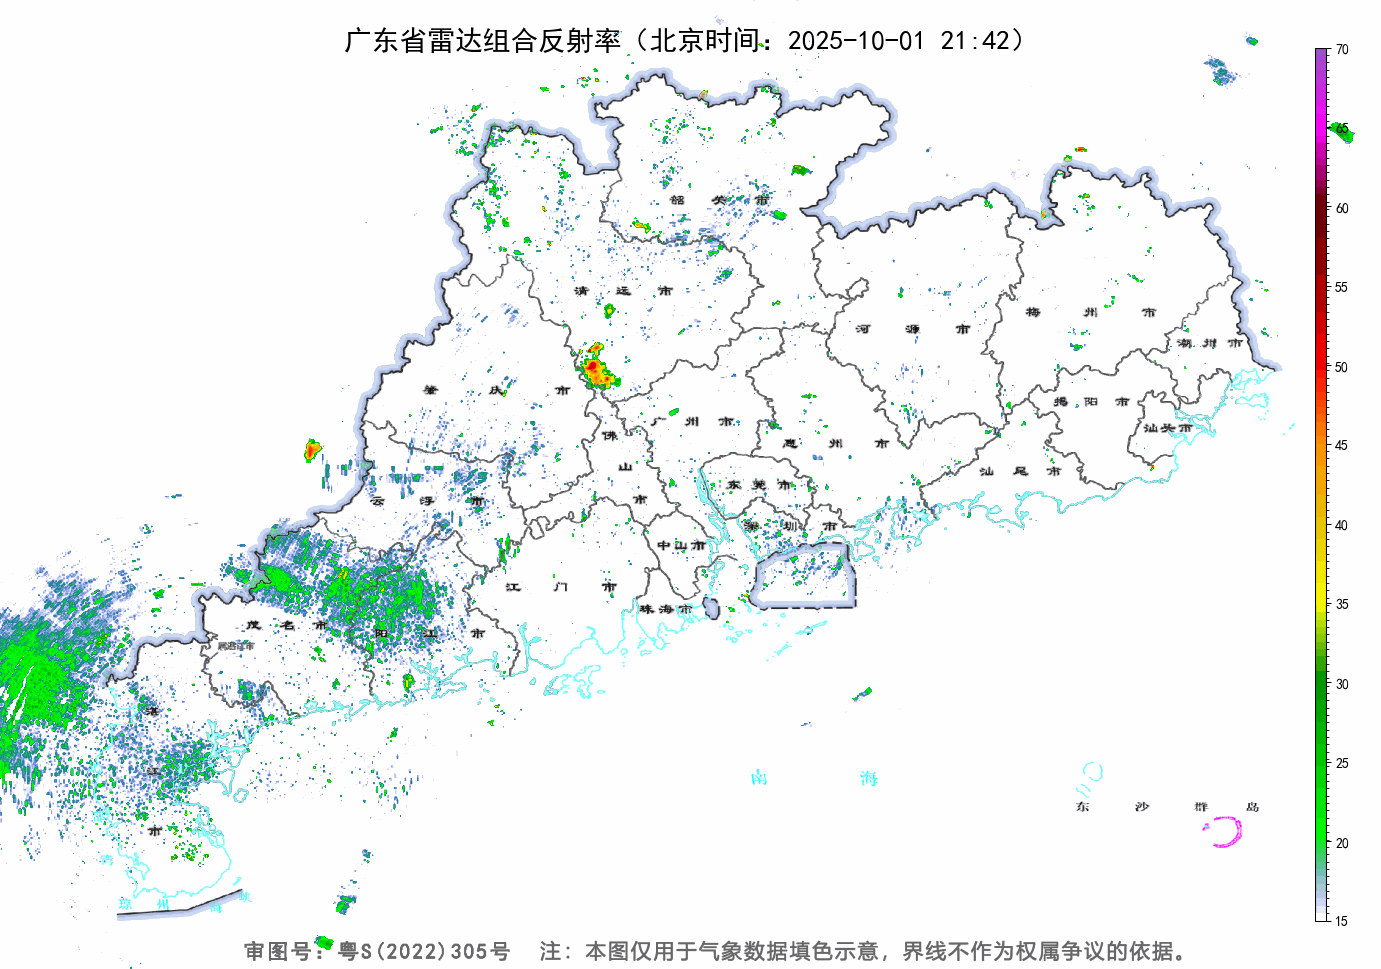 广东省雷达组合反射率（北京时间：2025-10-01 21:42）
70
65
60
55
50
45
40
35
30
25
20
15
韶关市
清远市
河源市
梅州市
潮州市
肇庆市
揭阳市
汕头市
广州市
佛山市
惠州市
汕尾市
云浮市
东莞市
深圳市
中山市
江门市
珠海市
茂名市
阳江市
湛江市
南海
东沙群岛
琼州海峡
审图号：粤S(2022)305号 注：本图仅用于气象数据填色示意，界线不作为权属争议的依据。